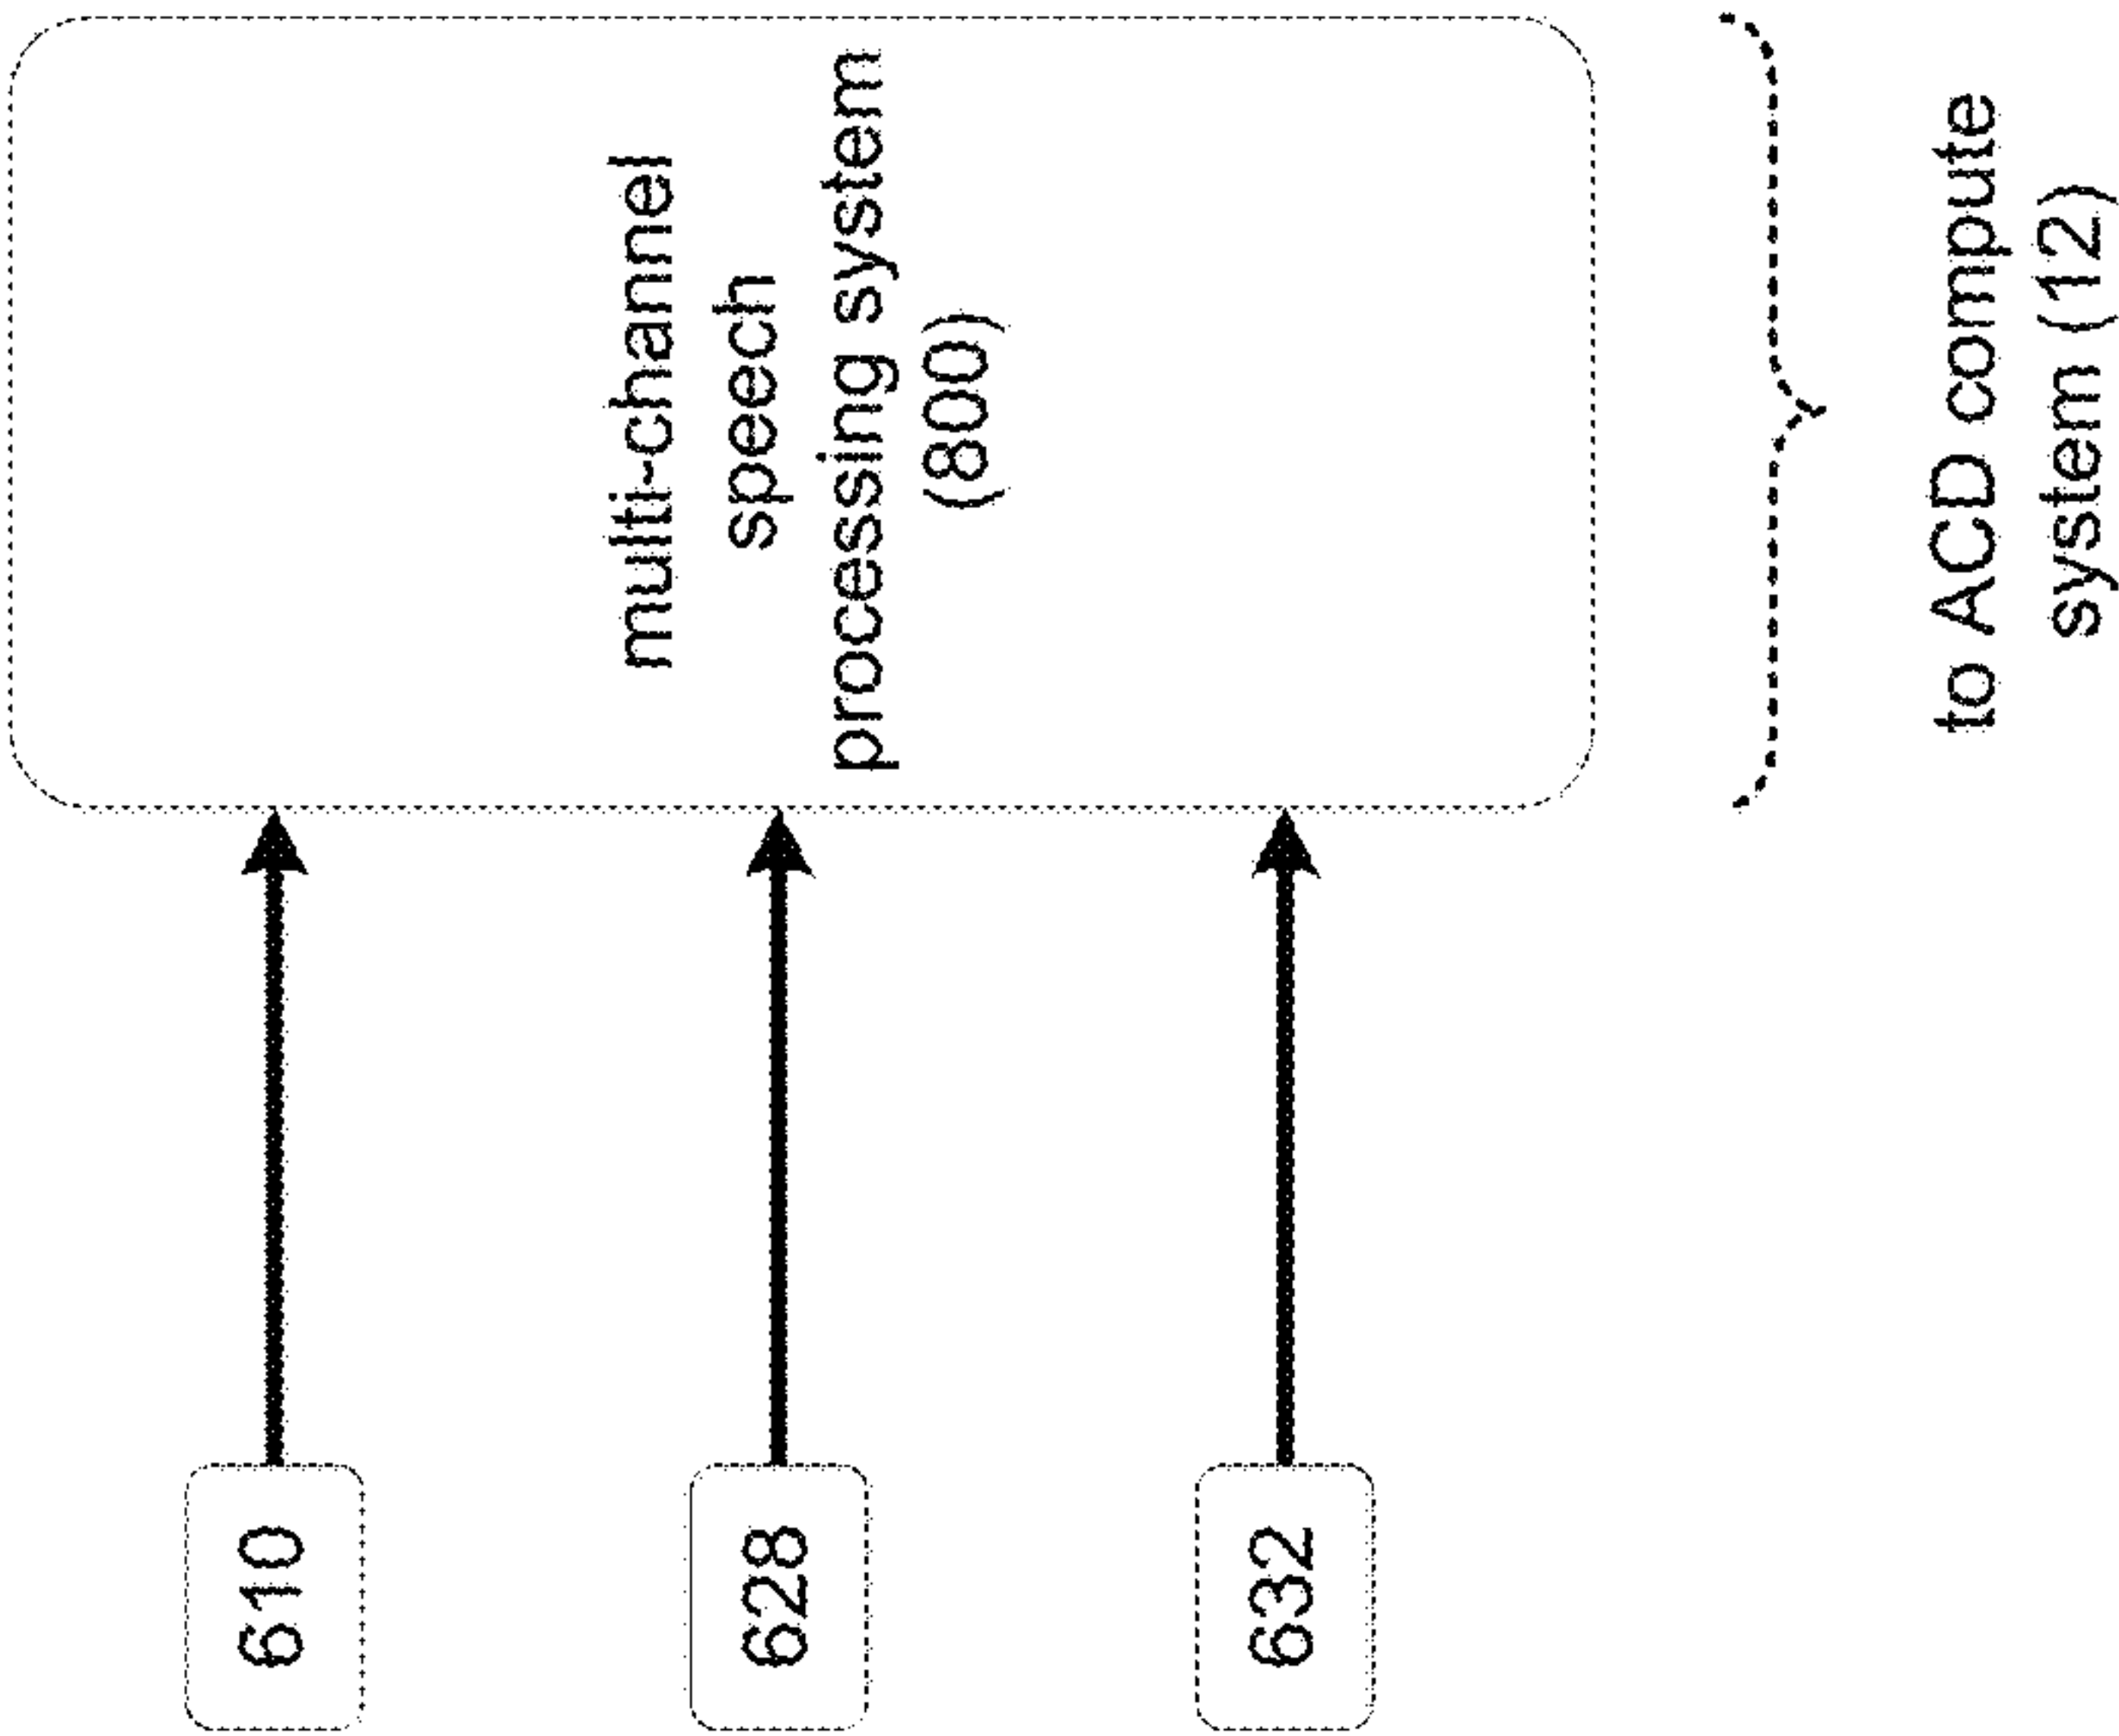 610
628
632
multi-channel
speech
processing system
(800)
to ACD compute
system (12)